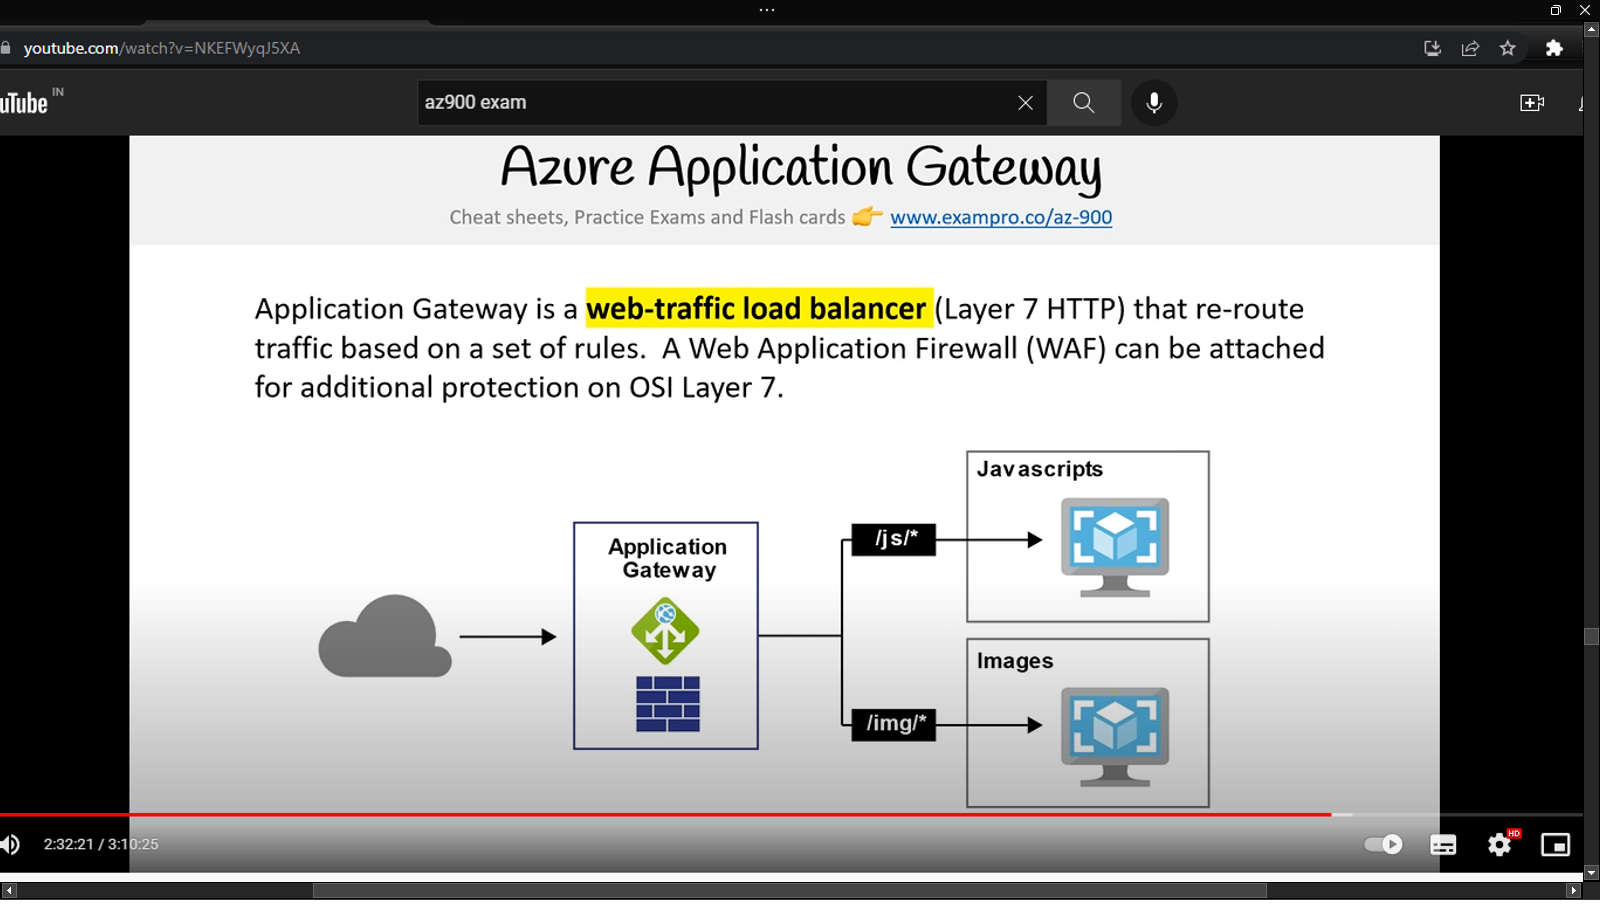 youtube.com/watch?v=NKEFWyqJ5XA
uTube IN
az900 exam
Azure Application Gateway
Cheat sheets, Practice Exams and Flash cards 👉 www.exampro.co/az-900
Application Gateway is a web-traffic load balancer (Layer 7 HTTP) that re-route
traffic based on a set of rules. A Web Application Firewall (WAF) can be attached
for additional protection on OSI Layer 7.
Javascripts
/js/*
Application
Gateway
Images
/img/*
2:32:21 / 3:10:25
HD